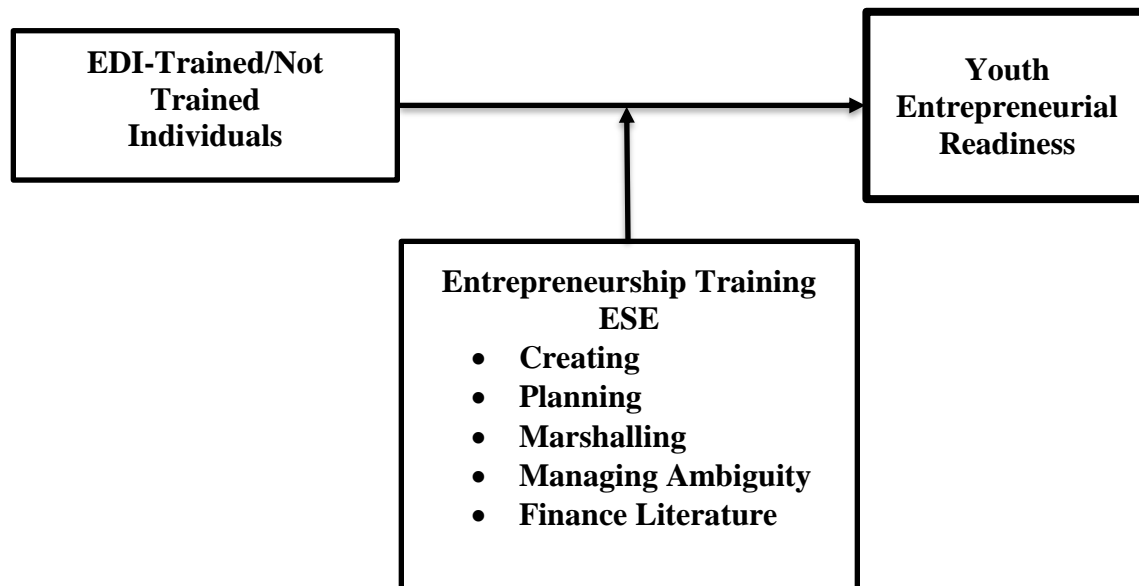 EDI-Trained/Not
Trained
Individuals
Youth
Entrepreneurial
Readiness
Entrepreneurship Training
ESE
• Creating
• Planning
• Marshalling
• Managing Ambiguity
• Finance Literature